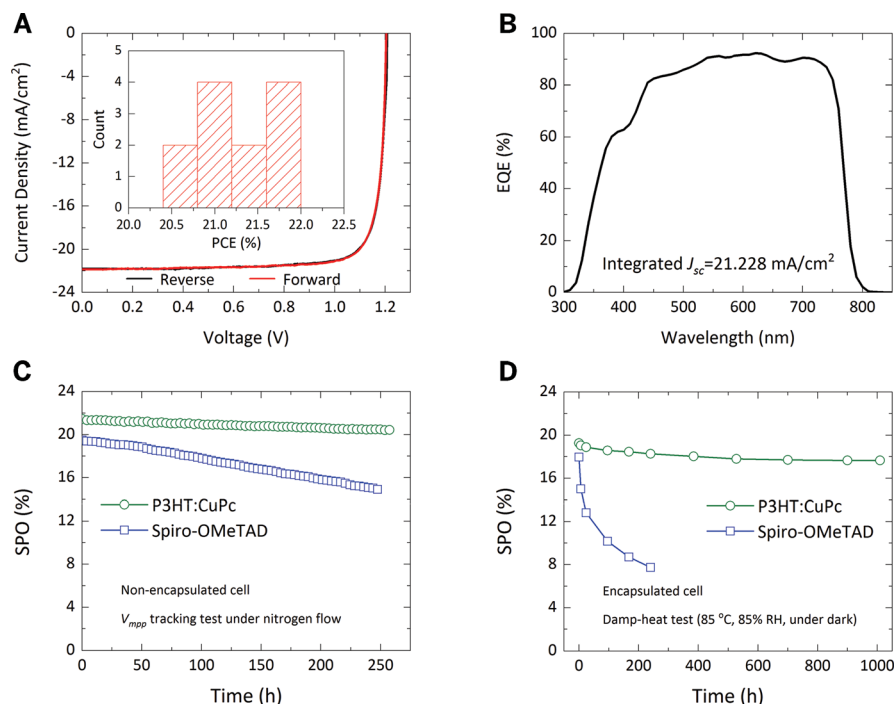 A
0
-4
-8
-12
-16
-20
-24
Current Density (mA/cm²)
0.0 0.2 0.4 0.6 0.8 1.0 1.2
Voltage (V)
5
4
3
2
1
0
Count
20.0 20.5 21.0 21.5 22.0 22.5
PCE (%)
Reverse Forward
B
100
80
60
40
20
0
EQE (%)
Integrated Jsc=21.228 mA/cm²
300 400 500 600 700 800
Wavelength (nm)
C
24
20
16
12
8
4
0
SPO (%)
P3HT:CuPc
Spiro-OMeTAD
Non-encapsulated cell
Vmpp tracking test under nitrogen flow
0 50 100 150 200 250
Time (h)
D
24
20
16
12
8
4
0
SPO (%)
P3HT:CuPc
Spiro-OMeTAD
Encapsulated cell
Damp-heat test (85 °C, 85% RH, under dark)
0 200 400 600 800 1000
Time (h)